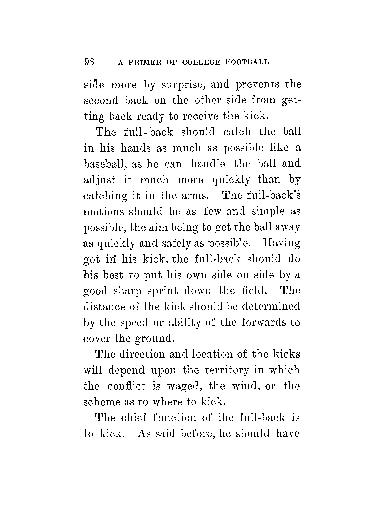 98 A PRIMER OF COLLEGE FOOTBALL
side more by surprise, and prevents the
second back on the other side from get-
ting back ready to receive the kick.
The full-back should catch the ball
in his hands as much as possible like a
baseball, as he can handle the ball and
adjust it much more quickly than by
catching it in the arms. The full-back's
motions should be as few and simple as
possible, the aim being to get the ball away
as quickly and safely as possible. Having
got in his kick, the full-back should do
his best to put his own side on side by a
good sharp sprint down the field. The
distance of the kick should be determined
by the speed or ability of the forwards to
cover the ground.
The direction and location of the kicks
will depend upon the territory in which
the conflict is waged, the wind, or the
scheme as to where to kick.
The chief function of the full-back is
to kick. As said before, he should have